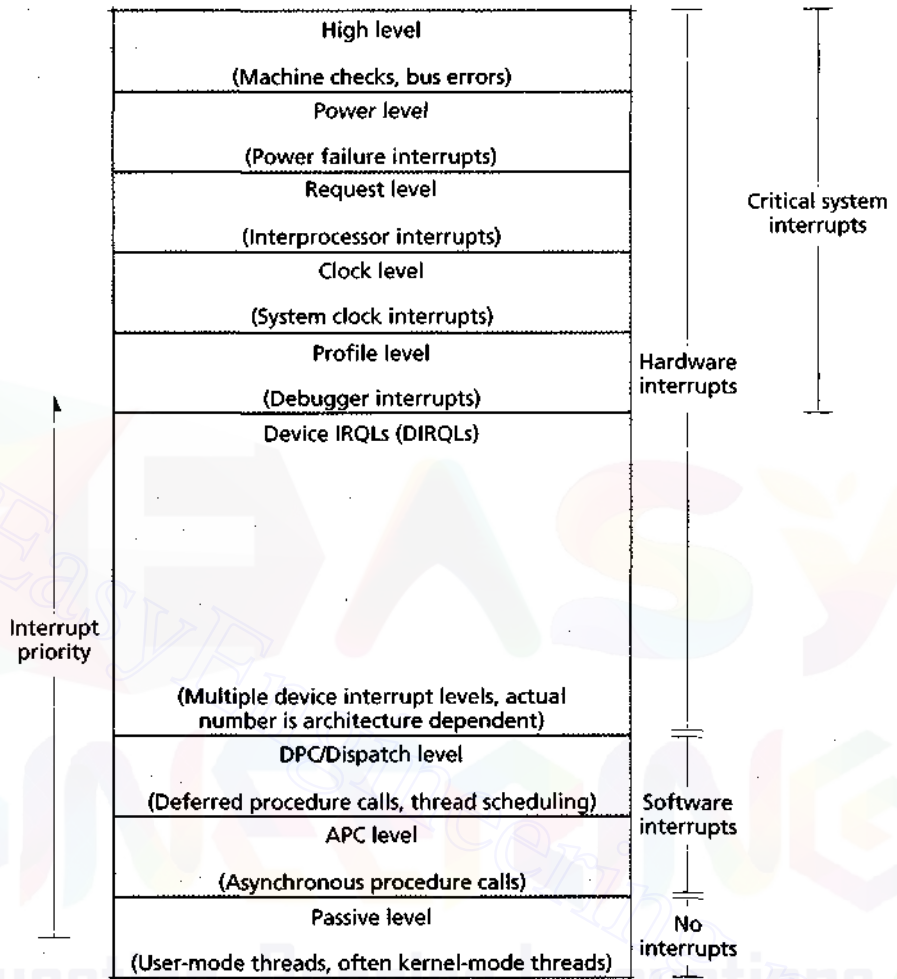 High level
(Machine checks, bus errors)
Power level
(Power failure interrupts)
Request level
(Interprocessor interrupts)
Clock level
(System clock interrupts)
Profile level
(Debugger interrupts)
Device IRQLs (DIRQLs)
(Multiple device interrupt levels, actual
number is architecture dependent)
DPC/Dispatch level
(Deferred procedure calls, thread scheduling)
APC level
(Asynchronous procedure calls)
Passive level
(User-mode threads, often kernel-mode threads)
Interrupt
priority
Hardware
interrupts
Software
interrupts
No
interrupts
Critical system
interrupts
EASy
EasyEngineering